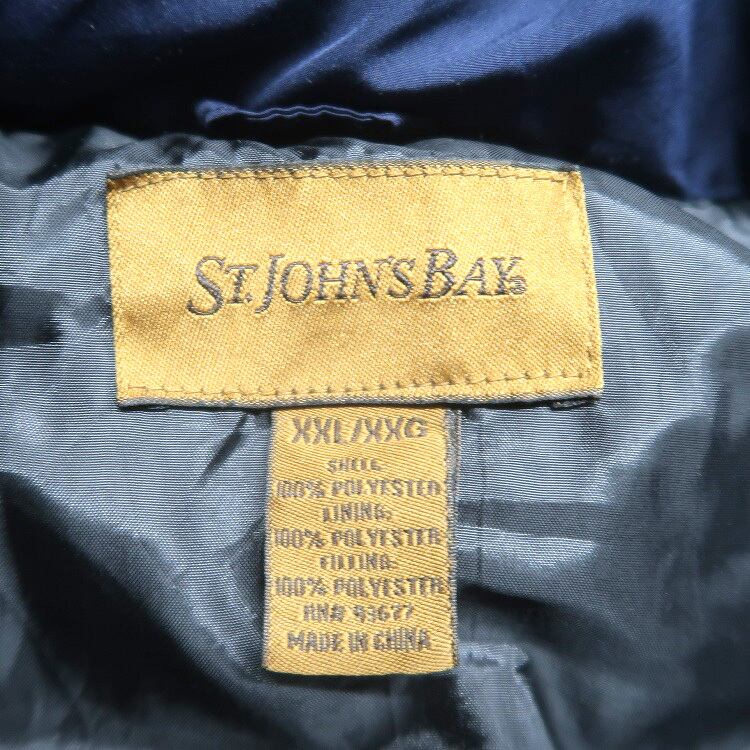 ST. JOHN'S BAY®
XXL/XXG
SHELL:
100% POLYESTER
LINING:
100% POLYESTER
FILLING:
100% POLYESTER
RN# 93677
MADE IN CHINA